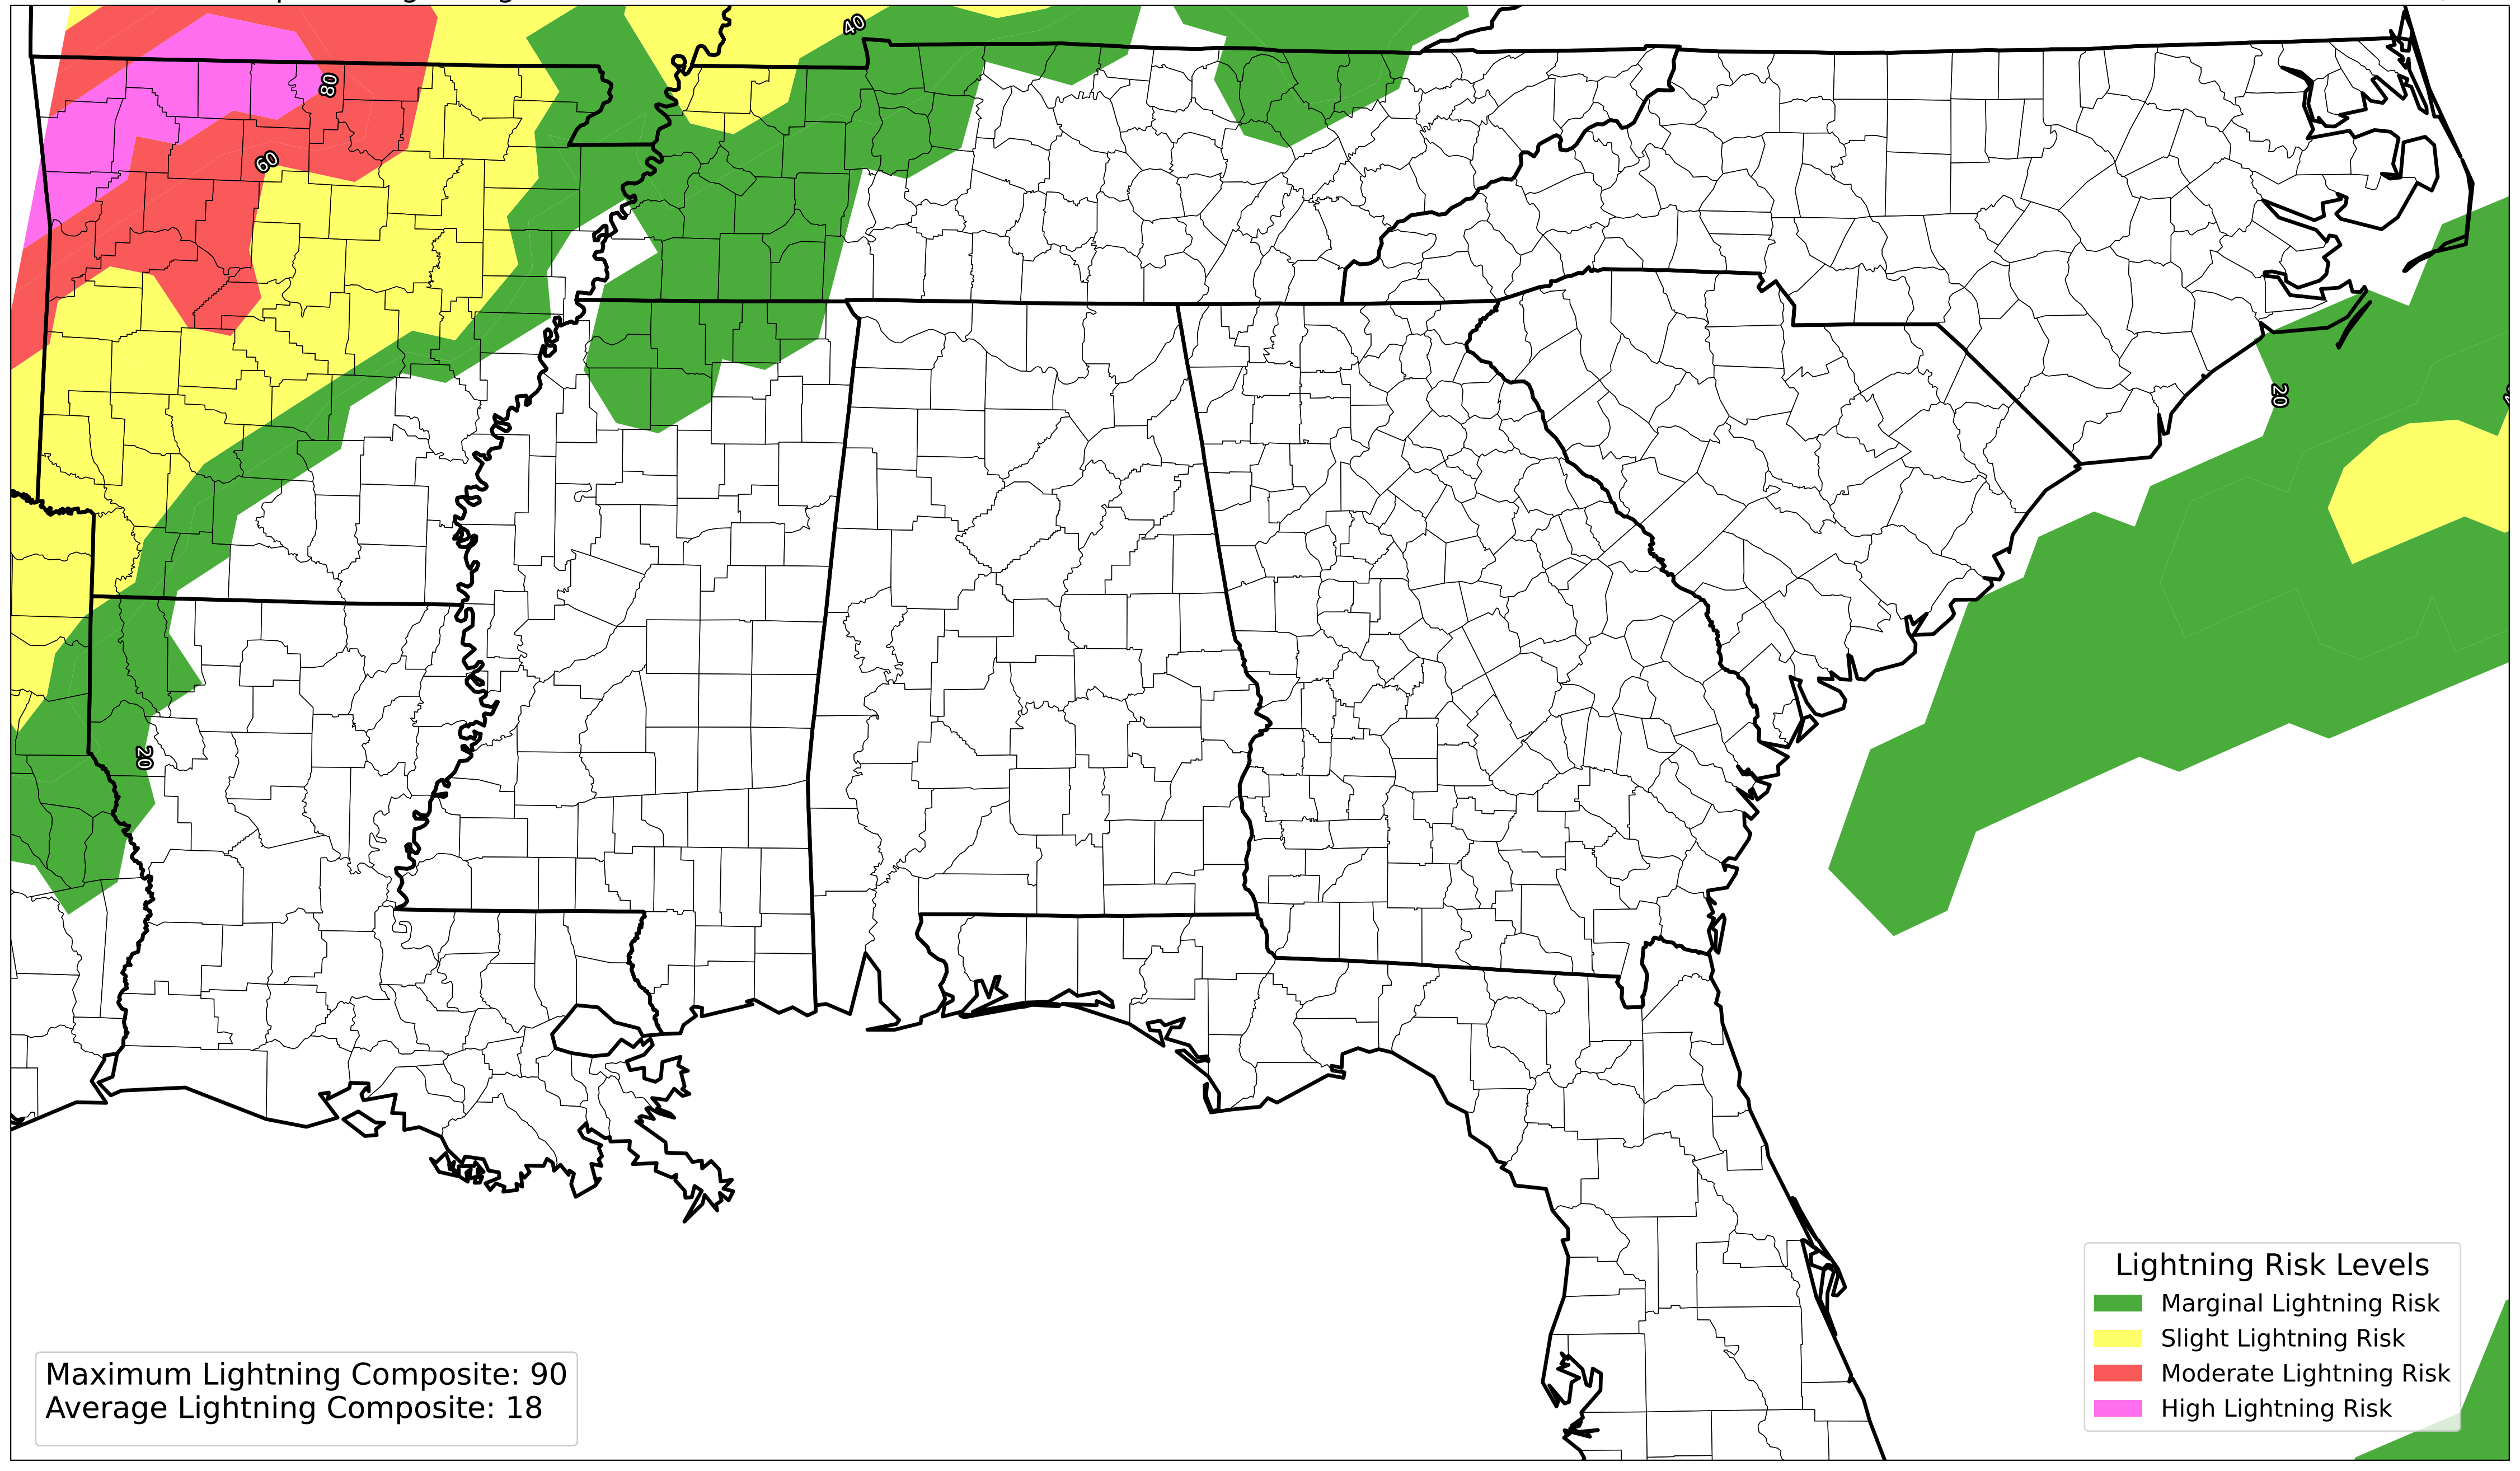 40
80
60
20
20
Lightning Risk Levels
Marginal Lightning Risk
Slight Lightning Risk
Moderate Lightning Risk
High Lightning Risk
Maximum Lightning Composite: 90
Average Lightning Composite: 18